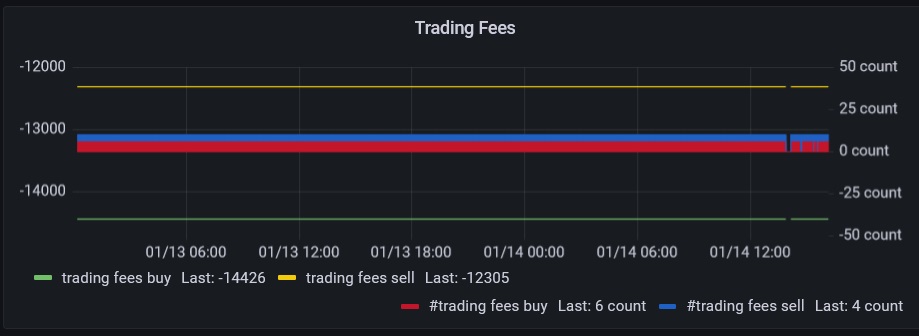 Trading Fees
-12000
50 count
25 count
-13000
0 count
-14000
-25 count
-50 count
01/13 06:00 01/13 12:00 01/13 18:00 01/14 00:00 01/14 06:00 01/14 12:00
trading fees buy Last: -14426 trading fees sell Last: -12305
#trading fees buy Last: 6 count #trading fees sell Last: 4 count